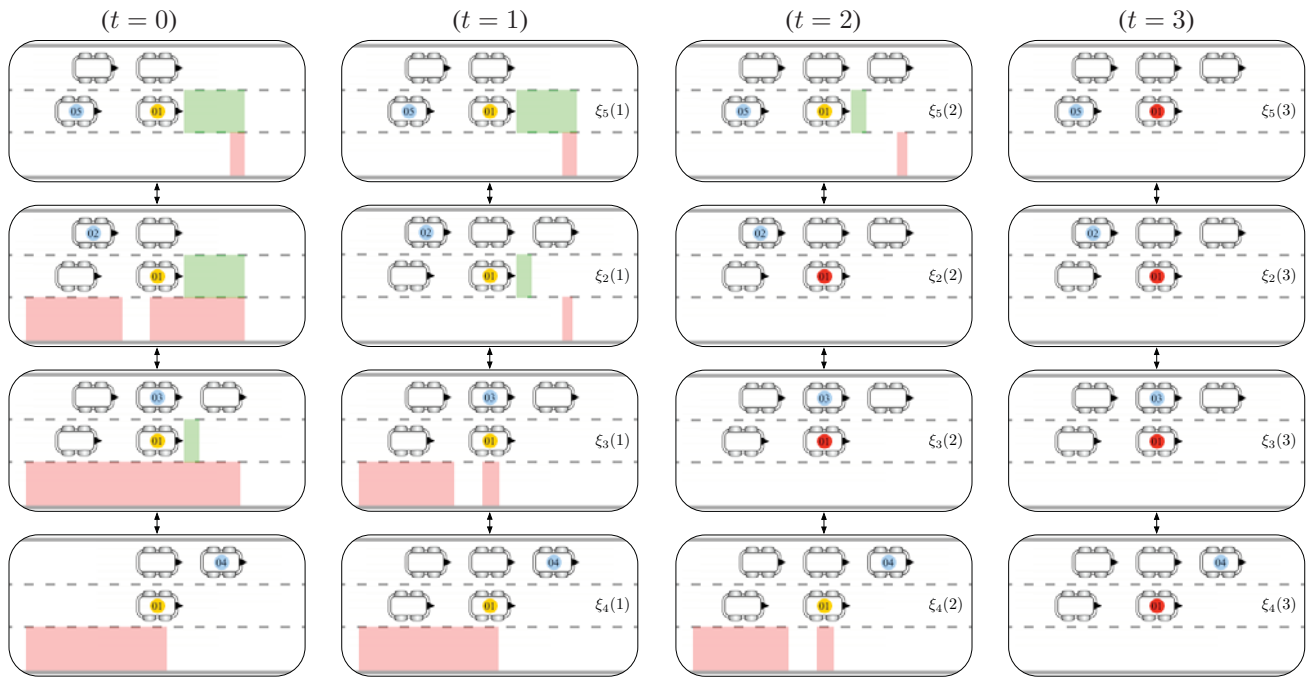 (t = 0) (t = 1) (t = 2) (t = 3)
05 01 05 01 ξ₅(1) 05 01 ξ₅(2) 05 01 ξ₅(3)
02 02 02 02
01 01 ξ₂(1) 01 ξ₂(2) 01 ξ₂(3)
03 03 03 03
01 01 ξ₃(1) 01 ξ₃(2) 01 ξ₃(3)
04 04 04 04
01 01 ξ₄(1) 01 ξ₄(2) 01 ξ₄(3)